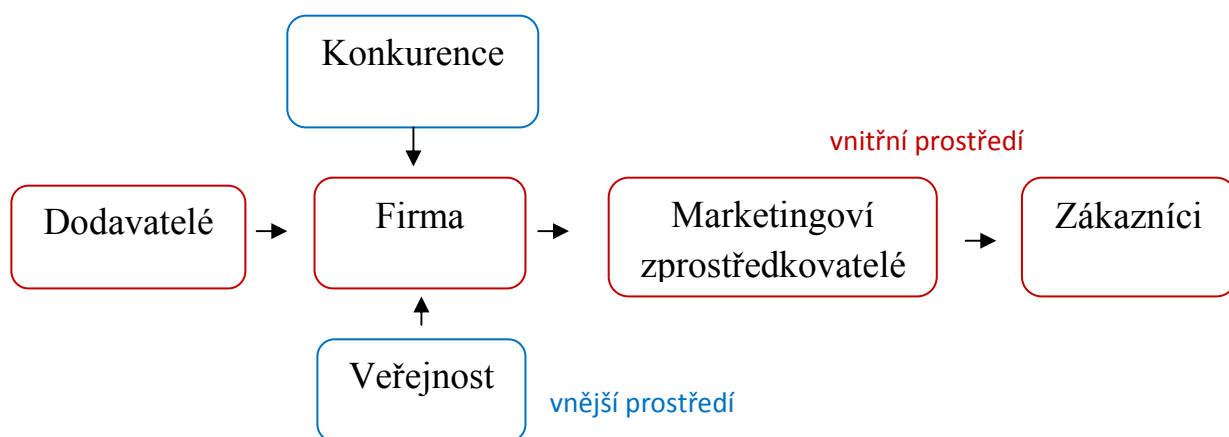 Konkurence
vnitřní prostředí
Dodavatelé
Firma
Marketingoví
zprostředkovatelé
Zákazníci
Veřejnost
vnější prostředí